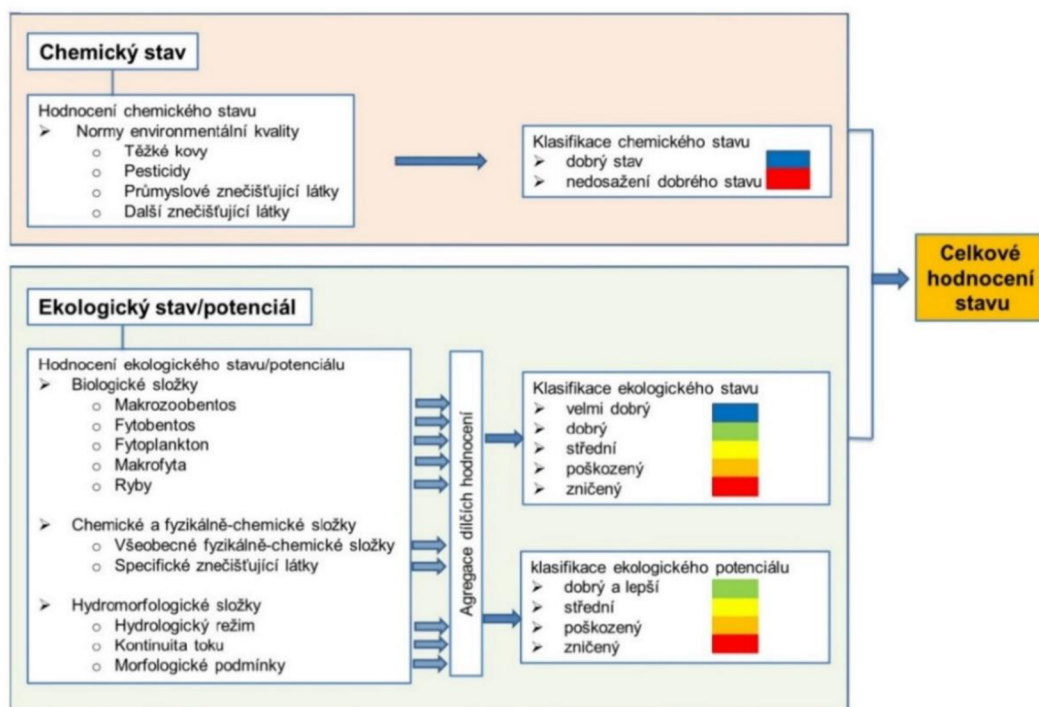 Chemický stav
Hodnocení chemického stavu
➢ Normy environmentální kvality
o Těžké kovy
o Pesticidy
o Průmyslové znečišťující látky
o Další znečišťující látky
Klasifikace chemického stavu
➢ dobrý stav
➢ nedosažení dobrého stavu
Celkové
hodnocení
stavu
Ekologický stav/potenciál
Hodnocení ekologického stavu/potenciálu
➢ Biologické složky
o Makrozoobentos
o Fytobentos
o Fytoplankton
o Makrofyta
o Ryby
➢ Chemické a fyzikálně-chemické složky
o Všeobecné fyzikálně-chemické složky
o Specifické znečišťující látky
➢ Hydromorfologické složky
o Hydrologický režim
o Kontinuita toku
o Morfologické podmínky
Agregace dílčích hodnocení
Klasifikace ekologického stavu
➢ velmi dobrý
➢ dobrý
➢ střední
➢ poškozený
➢ zničený
klasifikace ekologického potenciálu
➢ dobrý a lepší
➢ střední
➢ poškozený
➢ zničený